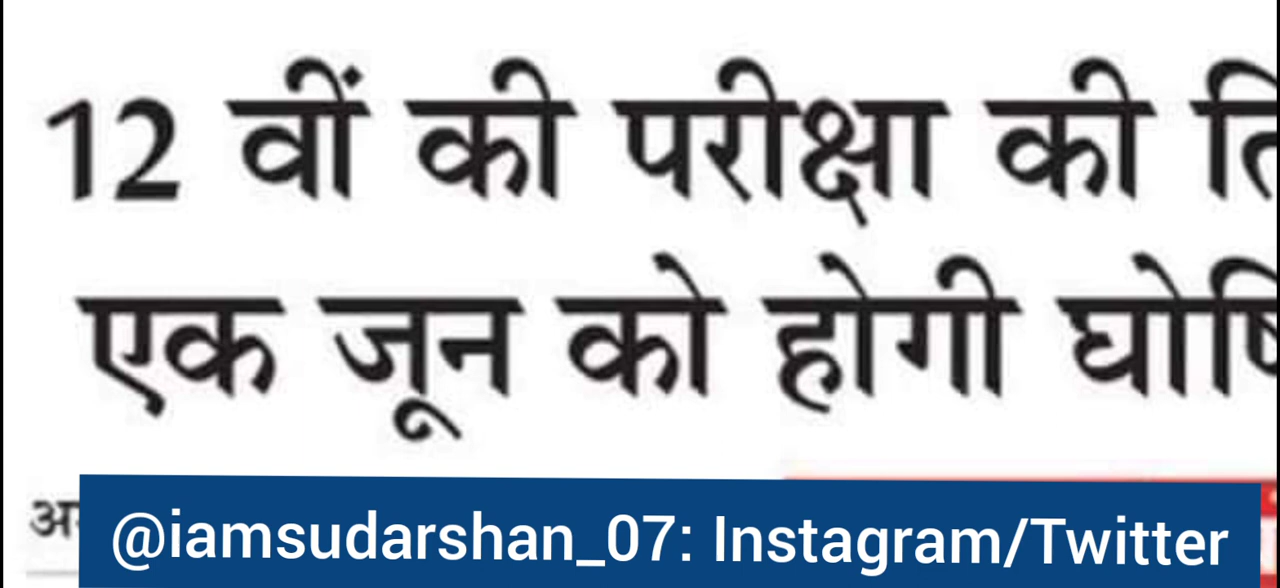 12 वीं की परीक्षा की
एक जून को होगी
@iamsudarshan_07: Instagram/Twitter